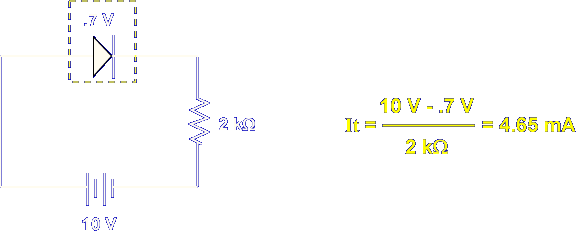 .7 V
2 kΩ
10 V
It = 10 V - .7 V / 2 kΩ = 4.65 mA